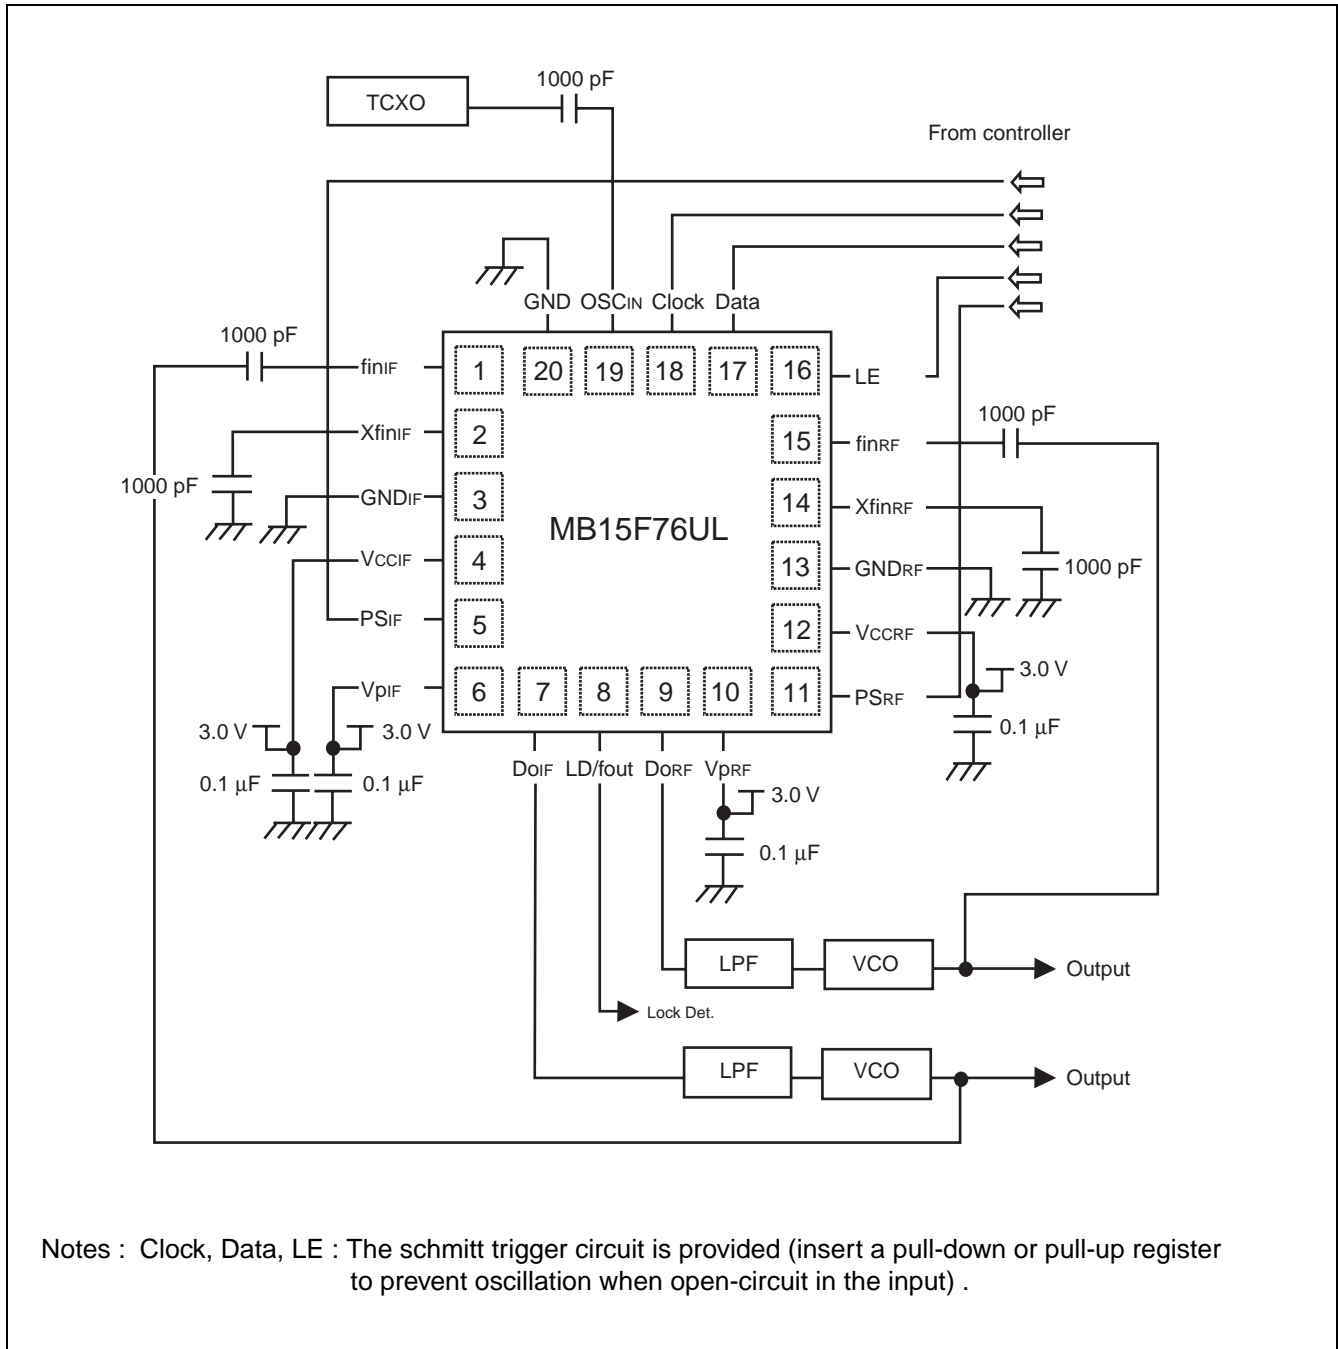 1000 pF
TCXO
From controller
GND OSCIN Clock Data
1000 pF
finIF
1
20
19
18
17
16
LE
1000 pF
XfinIF
2
15
finRF
1000 pF
GNDIF
3
14
XfinRF
MB15F76UL
VCCIF
4
13
GNDRF
1000 pF
PSIF
5
12
VCCRF
3.0 V
VpIF
6
7
8
9
10
11
PSRF
3.0 V
3.0 V
0.1 μF
0.1 μF
0.1 μF
DoIF LD/fout DoRF VpRF
3.0 V
0.1 μF
LPF
VCO
Output
Lock Det.
LPF
VCO
Output
Notes : Clock, Data, LE : The schmitt trigger circuit is provided (insert a pull-down or pull-up register
to prevent oscillation when open-circuit in the input) .